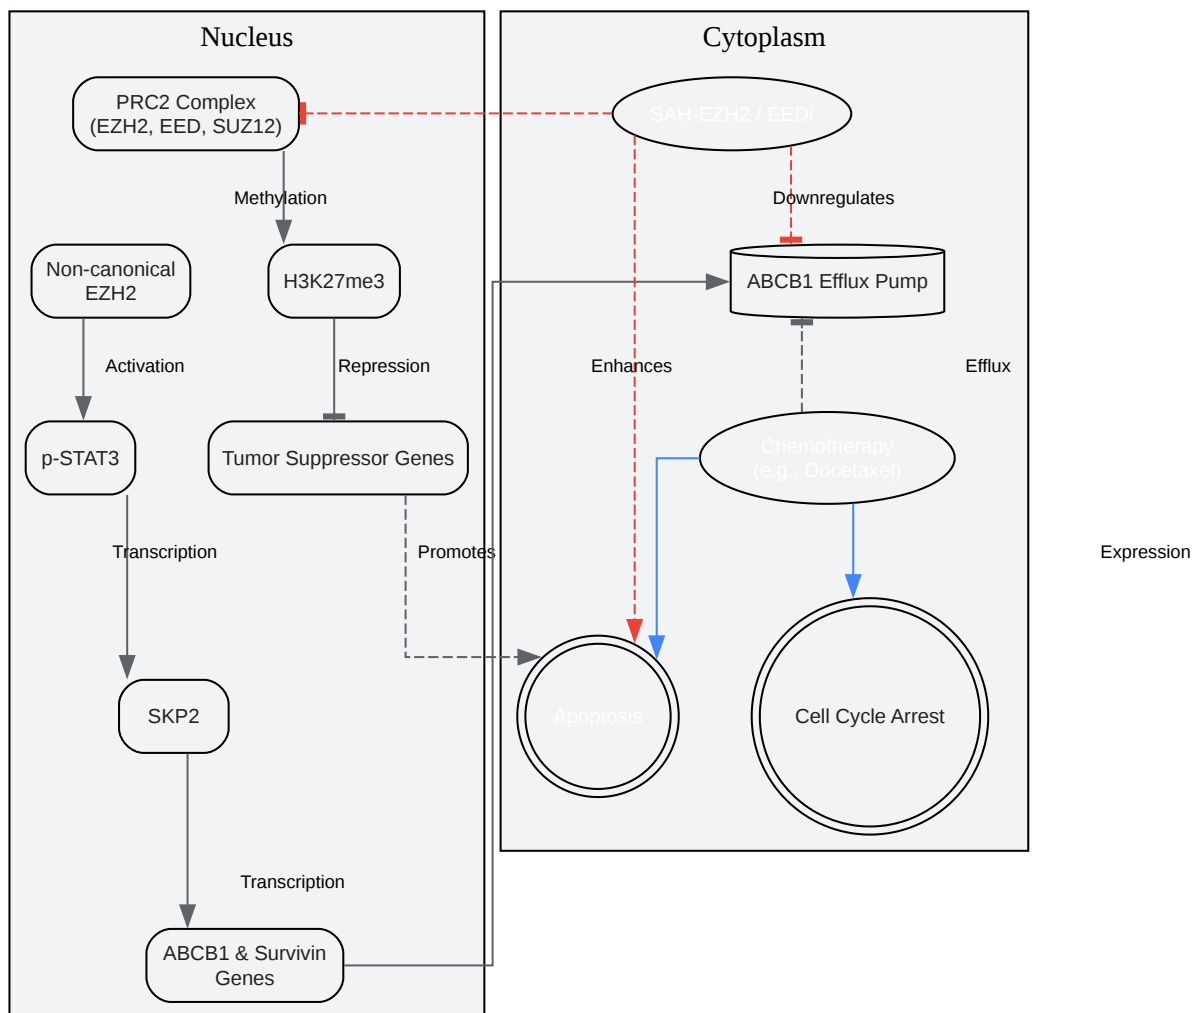 Nucleus
Cytoplasm
PRC2 Complex
(EZH2, EED, SUZ12)
SAH-EZH2 / EEDi
Methylation
Downregulates
Non-canonical
EZH2
H3K27me3
ABCB1 Efflux Pump
Activation
Repression
Enhances
Efflux
p-STAT3
Tumor Suppressor Genes
Chemotherapy
(e.g., Docetaxel)
Transcription
Promotes
Expression
SKP2
Apoptosis
Cell Cycle Arrest
Transcription
ABCB1 & Survivin
Genes